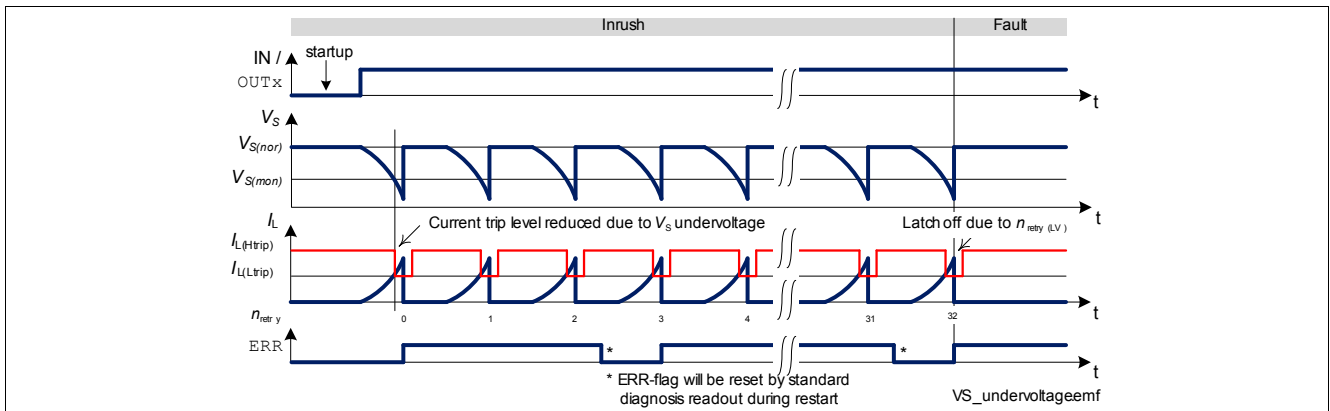 Inrush Fault
IN / startup
OUTx
t
VS
VS(nor)
VS(mon)
t
IL Current trip level reduced due to VS undervoltage Latch off due to nretry (LV)
IL(Htrip)
IL(Ltrip)
nretry 0 1 2 3 4 31 32 t
ERR * *
t
* ERR-flag will be reset by standard
diagnosis readout during restart
VS_undervoltage.emf